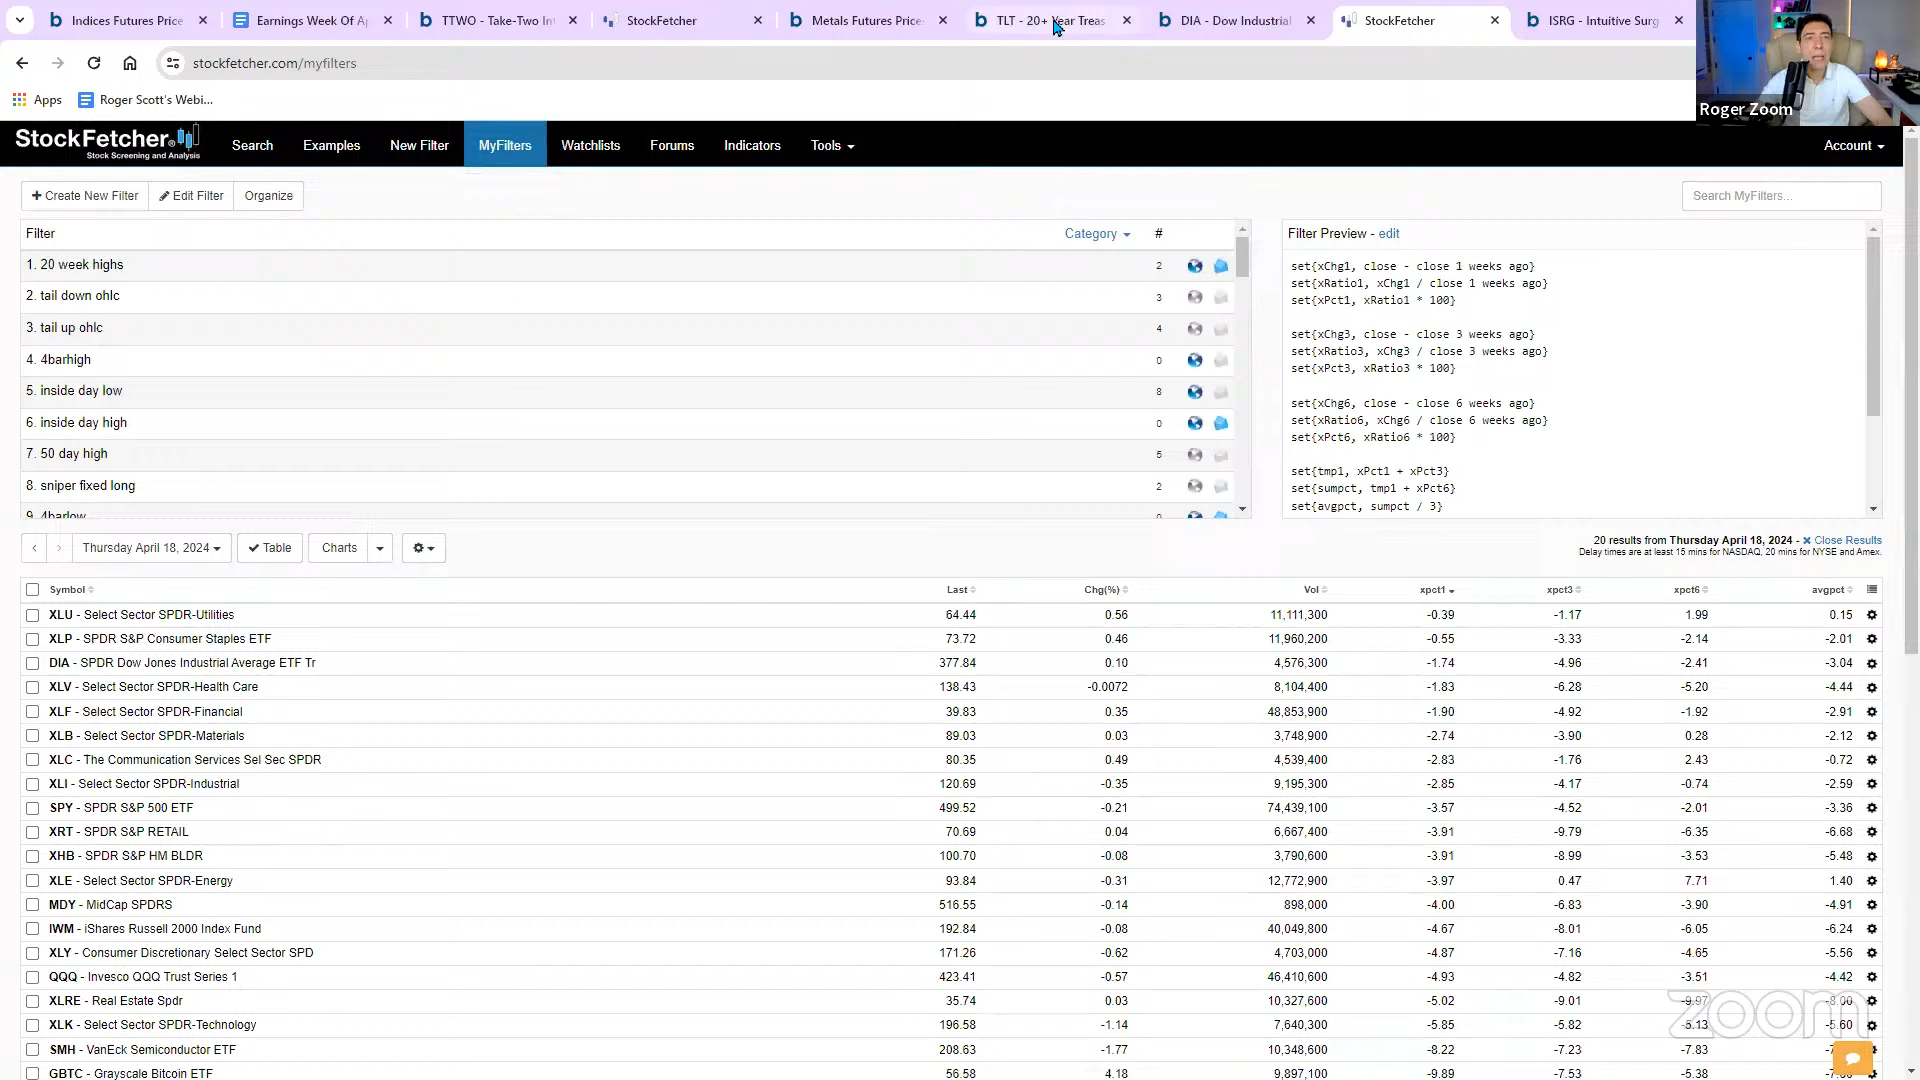 Indices Futures Price
Earnings Week Of A
TTWO - Take-Two In
StockFetcher
Metals Futures Price
TLT - 20+ Year Treas
DIA - Dow Industrial
StockFetcher
ISRG - Intuitive Surg
stockfetcher.com/myfilters
Apps
Roger Scott's Webi...
Roger Zoom
StockFetcher
Stock Screening and Analysis
Search
Examples
New Filter
MyFilters
Watchlists
Forums
Indicators
Tools
Account
Create New Filter
Edit Filter
Organize
Search MyFilters...
Filter Category #
1. 20 week highs 2
2. tail down ohlc 3
3. tail up ohlc 4
4. 4barhigh 0
5. inside day low 8
6. inside day high 0
7. 50 day high 5
8. sniper fixed long 2
9. 4barlow 0
Filter Preview - edit
set{xChg1, close - close 1 weeks ago}
set{xRatio1, xChg1 / close 1 weeks ago}
set{xPct1, xRatio1 * 100}
set{xChg3, close - close 3 weeks ago}
set{xRatio3, xChg3 / close 3 weeks ago}
set{xPct3, xRatio3 * 100}
set{xChg6, close - close 6 weeks ago}
set{xRatio6, xChg6 / close 6 weeks ago}
set{xPct6, xRatio6 * 100}
set{tmp1, xPct1 + xPct3}
set{sumpct, tmp1 + xPct6}
set{avgpct, sumpct / 3}
Thursday April 18, 2024
Table
Charts
20 results from Thursday April 18, 2024 - Close Results
Delay times are at least 15 mins for NASDAQ, 20 mins for NYSE and Amex.
Symbol Last Chg(%) Vol xpct1 xpct3 xpct6 avgpct
XLU - Select Sector SPDR-Utilities 64.44 0.56 11,111,300 -0.39 -1.17 1.99 0.15
XLP - SPDR S&P Consumer Staples ETF 73.72 0.46 11,960,200 -0.55 -3.33 -2.14 -2.01
DIA - SPDR Dow Jones Industrial Average ETF Tr 377.84 0.10 4,576,300 -1.74 -4.96 -2.41 -3.04
XLV - Select Sector SPDR-Health Care 138.43 -0.0072 8,104,400 -1.83 -6.28 -5.20 -4.44
XLF - Select Sector SPDR-Financial 39.83 0.35 48,853,900 -1.90 -4.92 -1.92 -2.91
XLB - Select Sector SPDR-Materials 89.03 0.03 3,748,900 -2.74 -3.90 0.28 -2.12
XLC - The Communication Services Sel Sec SPDR 80.35 0.49 4,539,400 -2.83 -1.76 2.43 -0.72
XLI - Select Sector SPDR-Industrial 120.69 -0.35 9,195,300 -2.85 -4.17 -0.74 -2.59
SPY - SPDR S&P 500 ETF 499.52 -0.21 74,439,100 -3.57 -4.52 -2.01 -3.36
XRT - SPDR S&P RETAIL 70.69 0.04 6,667,400 -3.91 -9.79 -6.35 -6.68
XHB - SPDR S&P HM BLDR 100.70 -0.08 3,790,600 -3.91 -8.99 -3.53 -5.48
XLE - Select Sector SPDR-Energy 93.84 -0.31 12,772,900 -3.97 0.47 7.71 1.40
MDY - MidCap SPDRS 516.55 -0.14 898,000 -4.00 -6.83 -3.90 -4.91
IWM - iShares Russell 2000 Index Fund 192.84 -0.08 40,049,800 -4.67 -8.01 -6.05 -6.24
XLY - Consumer Discretionary Select Sector SPD 171.26 -0.62 4,703,000 -4.87 -7.16 -4.65 -5.56
QQQ - Invesco QQQ Trust Series 1 423.41 -0.57 46,410,600 -4.93 -4.82 -3.51 -4.42
XLRE - Real Estate Spdr 35.74 0.03 10,327,600 -5.02 -9.01 -9.97 -8.00
XLK - Select Sector SPDR-Technology 196.58 -1.14 7,640,300 -5.85 -5.82 -5.13 -5.60
SMH - VanEck Semiconductor ETF 208.63 -1.77 10,348,600 -8.22 -7.23 -7.83
GBTC - Grayscale Bitcoin ETF 56.58 4.18 9,897,100 -9.89 -7.53 -5.38
zoom